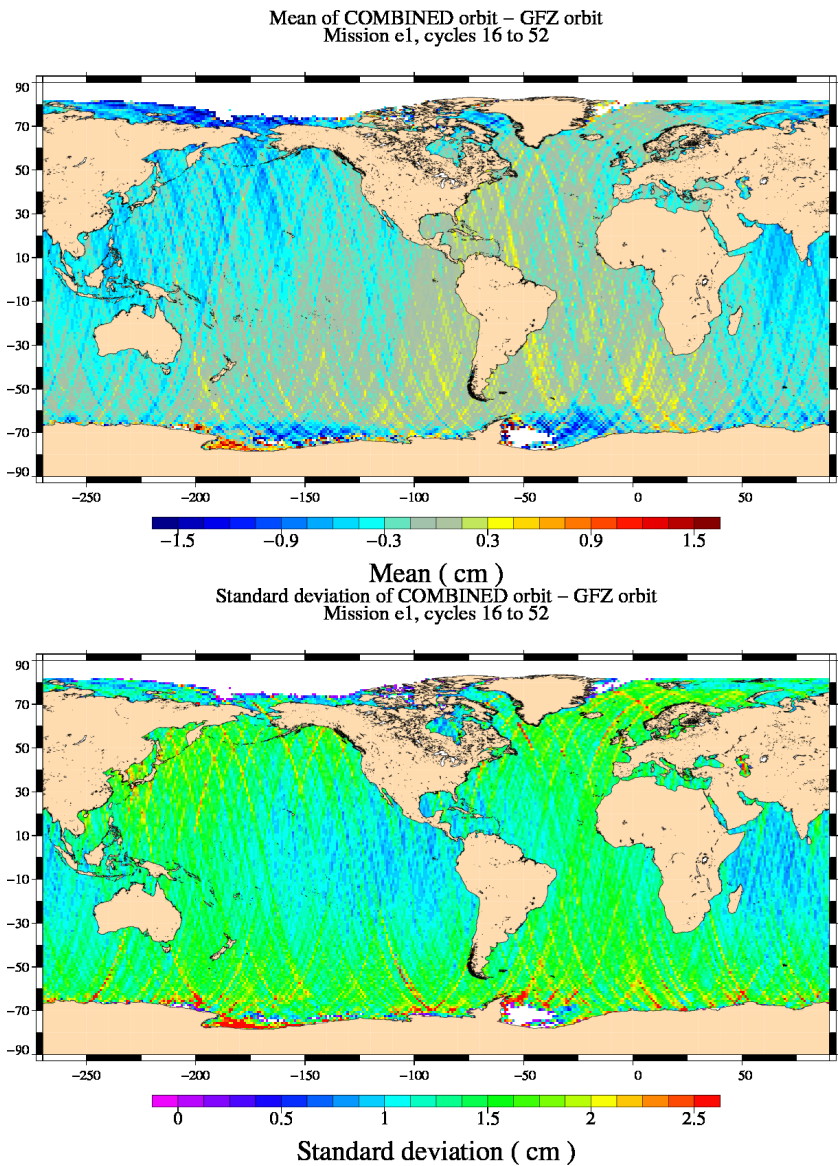 Mean of COMBINED orbit − GFZ orbit
Mission e1, cycles 16 to 52
90
70
50
30
10
−10
−30
−50
−70
−90
−250 −200 −150 −100 −50 0 50
−1.5 −0.9 −0.3 0.3 0.9 1.5
Mean ( cm )
Standard deviation of COMBINED orbit − GFZ orbit
Mission e1, cycles 16 to 52
90
70
50
30
10
−10
−30
−50
−70
−90
−250 −200 −150 −100 −50 0 50
0 0.5 1 1.5 2 2.5
Standard deviation ( cm )